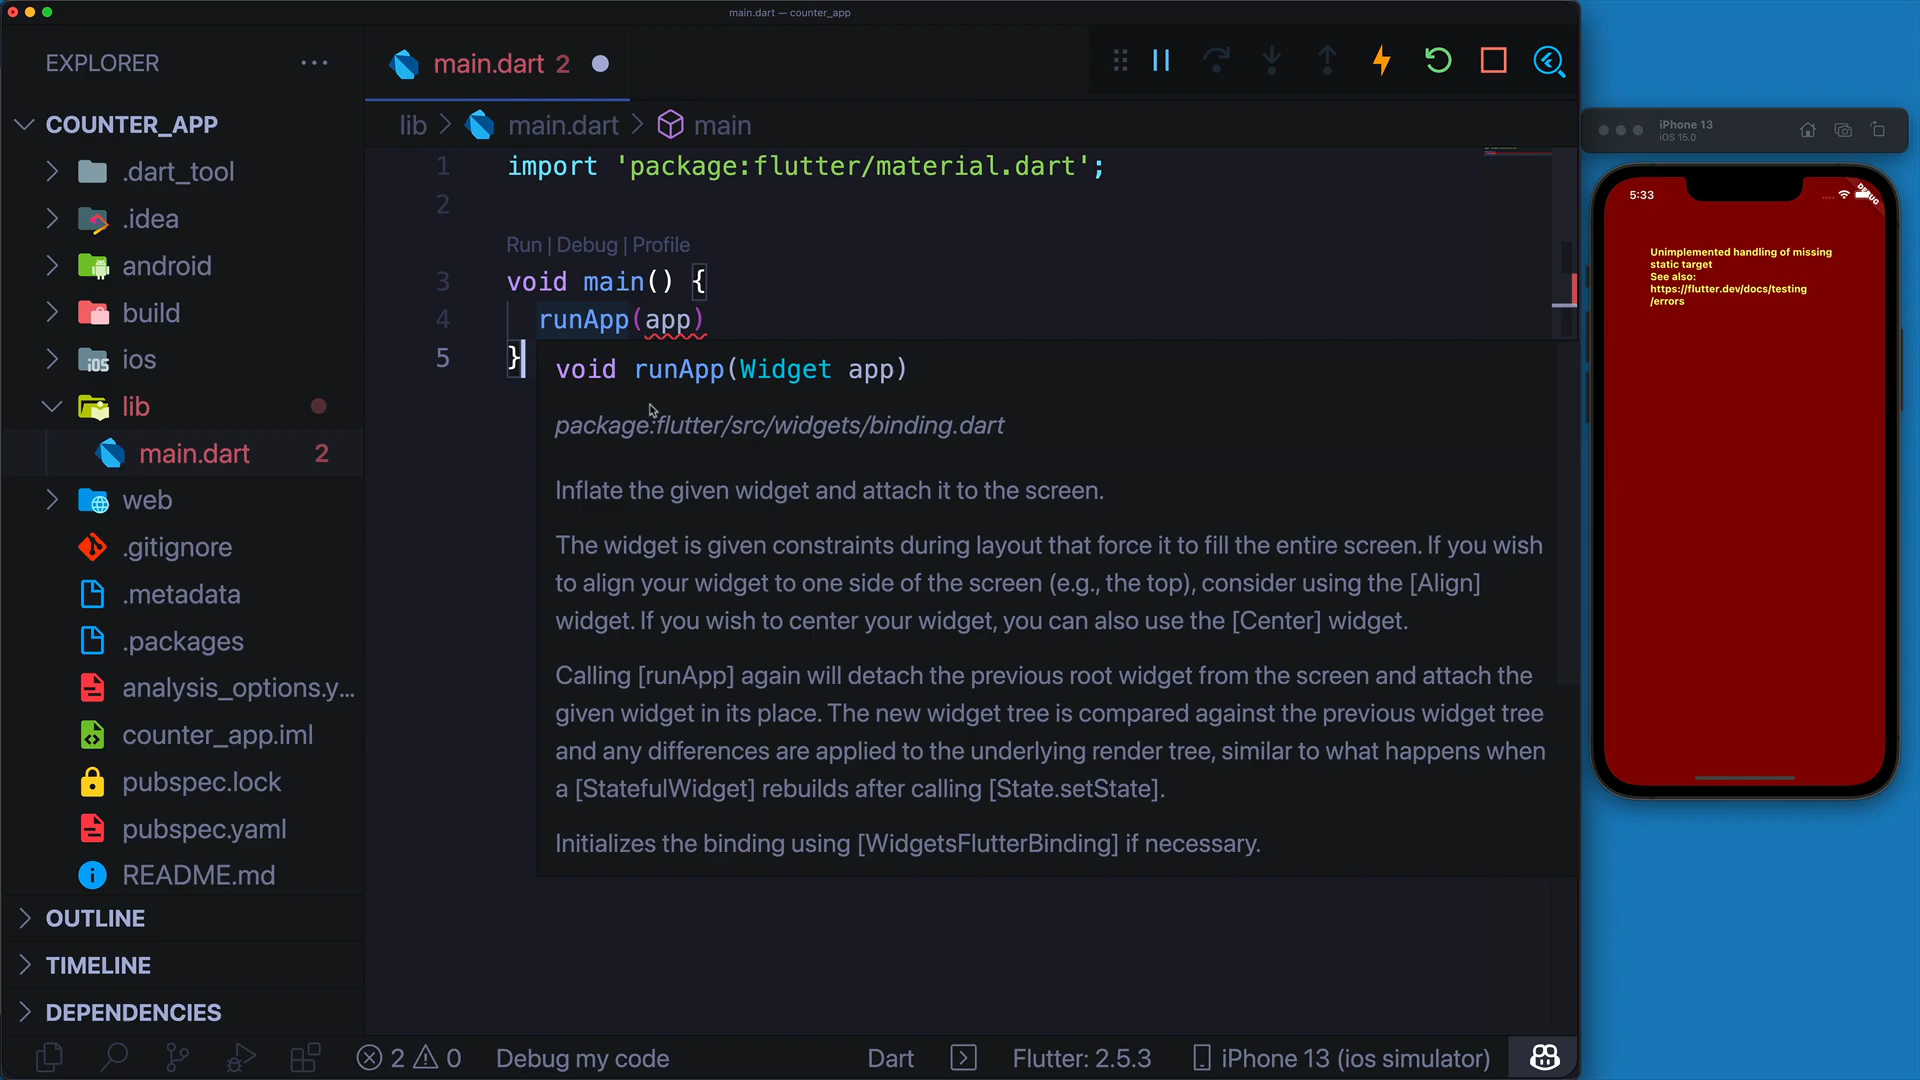 main.dart — counter_app
EXPLORER
COUNTER_APP
.dart_tool
.idea
android
build
ios
lib
main.dart 2
web
.gitignore
.metadata
.packages
analysis_options.y...
counter_app.iml
pubspec.lock
pubspec.yaml
README.md
OUTLINE
TIMELINE
DEPENDENCIES
main.dart 2
lib > main.dart > main
1 import 'package:flutter/material.dart';
2
Run | Debug | Profile
3 void main() {
4 runApp(app)
5 }
void runApp(Widget app)
package:flutter/src/widgets/binding.dart
Inflate the given widget and attach it to the screen.
The widget is given constraints during layout that force it to fill the entire screen. If you wish
to align your widget to one side of the screen (e.g., the top), consider using the [Align]
widget. If you wish to center your widget, you can also use the [Center] widget.
Calling [runApp] again will detach the previous root widget from the screen and attach the
given widget in its place. The new widget tree is compared against the previous widget tree
and any differences are applied to the underlying render tree, similar to what happens when
a [StatefulWidget] rebuilds after calling [State.setState].
Initializes the binding using [WidgetsFlutterBinding] if necessary.
2 0 Debug my code Dart Flutter: 2.5.3 iPhone 13 (ios simulator)
iPhone 13
iOS 15.0
5:33
DEBUG
Unimplemented handling of missing
static target
See also:
https://flutter.dev/docs/testing
/errors